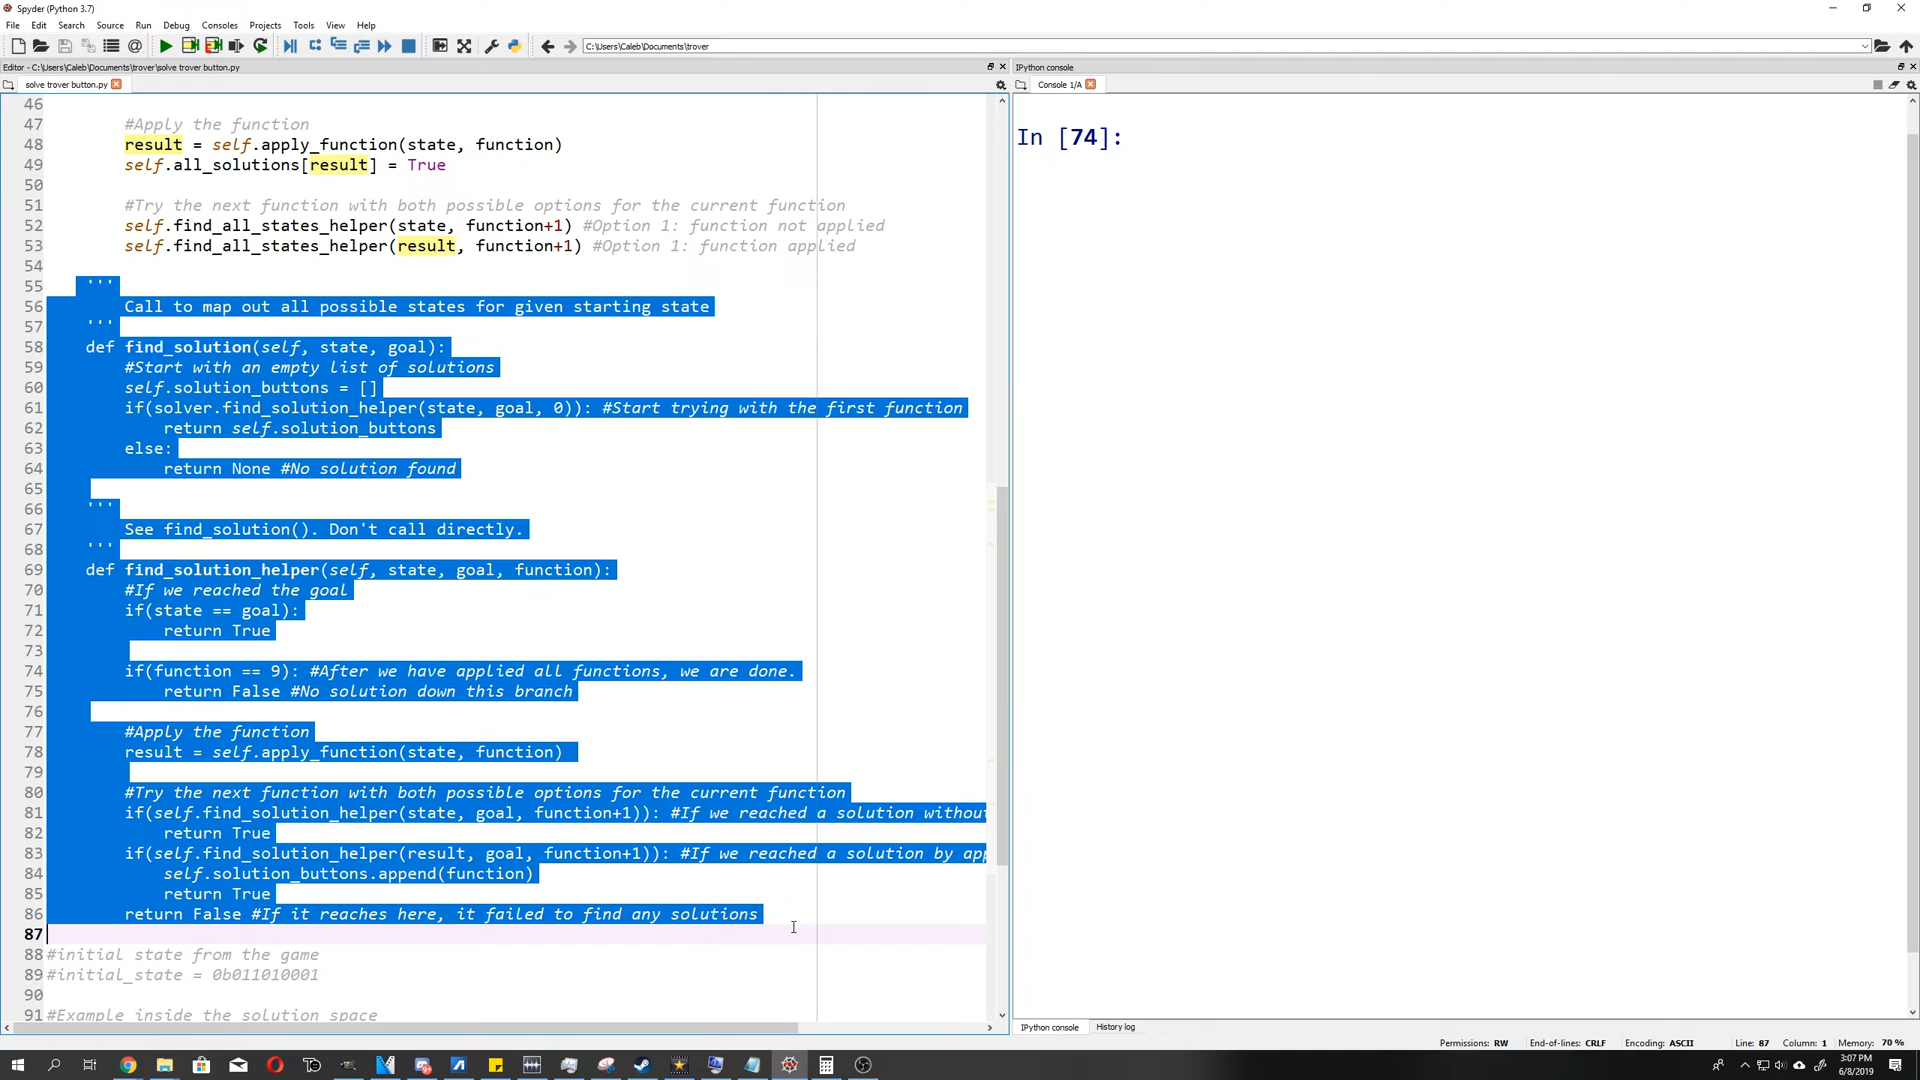 Spyder (Python 3.7)
File Edit Search Source Run Debug Consoles Projects Tools View Help
C:\Users\Caleb\Documents\trover
Editor - C:\Users\Caleb\Documents\trover\solve trover button.py
IPython console
solve trover button.py
Console 1/A
46
47 #Apply the function
48 result = self.apply_function(state, function)
49 self.all_solutions[result] = True
50
51 #Try the next function with both possible options for the current function
52 self.find_all_states_helper(state, function+1) #Option 1: function not applied
53 self.find_all_states_helper(result, function+1) #Option 1: function applied
54
55 '''
56 Call to map out all possible states for given starting state
57 '''
58 def find_solution(self, state, goal):
59 #Start with an empty list of solutions
60 self.solution_buttons = []
61 if(solver.find_solution_helper(state, goal, 0)): #Start trying with the first function
62 return self.solution_buttons
63 else:
64 return None #No solution found
65
66 '''
67 See find_solution(). Don't call directly.
68 '''
69 def find_solution_helper(self, state, goal, function):
70 #If we reached the goal
71 if(state == goal):
72 return True
73
74 if(function == 9): #After we have applied all functions, we are done.
75 return False #No solution down this branch
76
77 #Apply the function
78 result = self.apply_function(state, function)
79
80 #Try the next function with both possible options for the current function
81 if(self.find_solution_helper(state, goal, function+1)): #If we reached a solution withou
82 return True
83 if(self.find_solution_helper(result, goal, function+1)): #If we reached a solution by app
84 self.solution_buttons.append(function)
85 return True
86 return False #If it reaches here, it failed to find any solutions
87
88 #initial state from the game
89 #initial_state = 0b011010001
90
91 #Example inside the solution space
In [74]:
IPython console History log
Permissions: RW End-of-lines: CRLF Encoding: ASCII Line: 87 Column: 1 Memory: 70 %
3:07 PM
6/8/2019